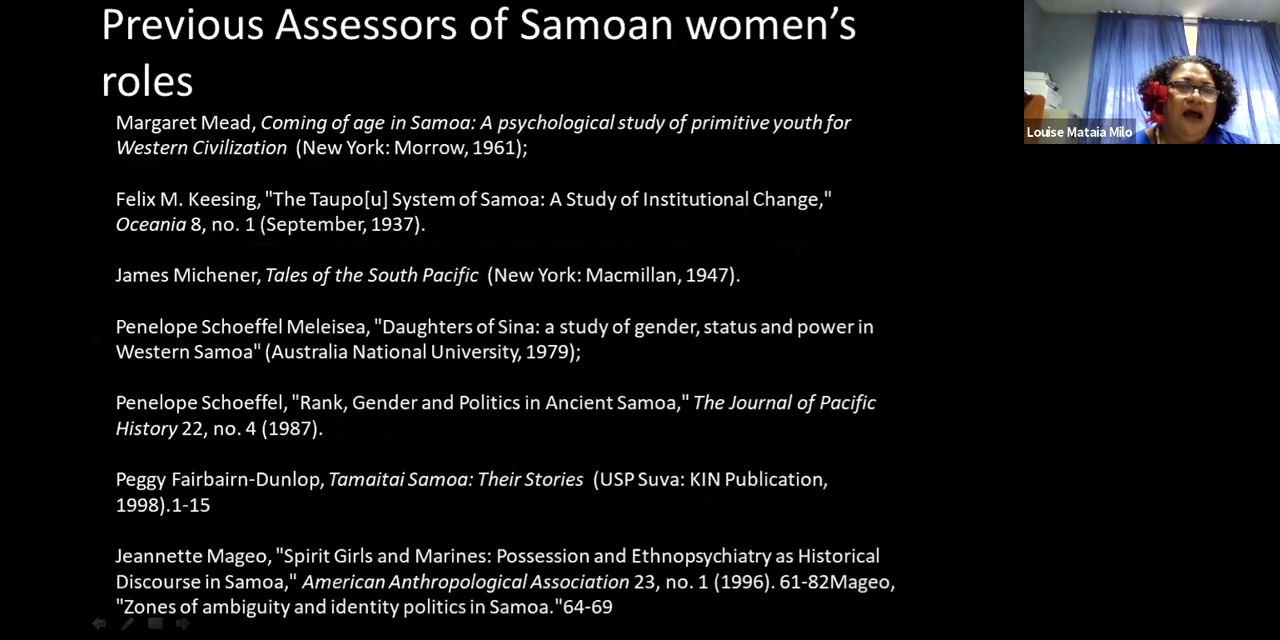 Previous Assessors of Samoan women's
roles
Margaret Mead, Coming of age in Samoa: A psychological study of primitive youth for
Western Civilization (New York: Morrow, 1961);
Felix M. Keesing, "The Taupo[u] System of Samoa: A Study of Institutional Change,"
Oceania 8, no. 1 (September, 1937).
James Michener, Tales of the South Pacific (New York: Macmillan, 1947).
Penelope Schoeffel Meleisea, "Daughters of Sina: a study of gender, status and power in
Western Samoa" (Australia National University, 1979);
Penelope Schoeffel, "Rank, Gender and Politics in Ancient Samoa," The Journal of Pacific
History 22, no. 4 (1987).
Peggy Fairbairn-Dunlop, Tamaitai Samoa: Their Stories (USP Suva: KIN Publication,
1998).1-15
Jeannette Mageo, "Spirit Girls and Marines: Possession and Ethnopsychiatry as Historical
Discourse in Samoa," American Anthropological Association 23, no. 1 (1996). 61-82Mageo,
"Zones of ambiguity and identity politics in Samoa."64-69
Louise Mataia Milo